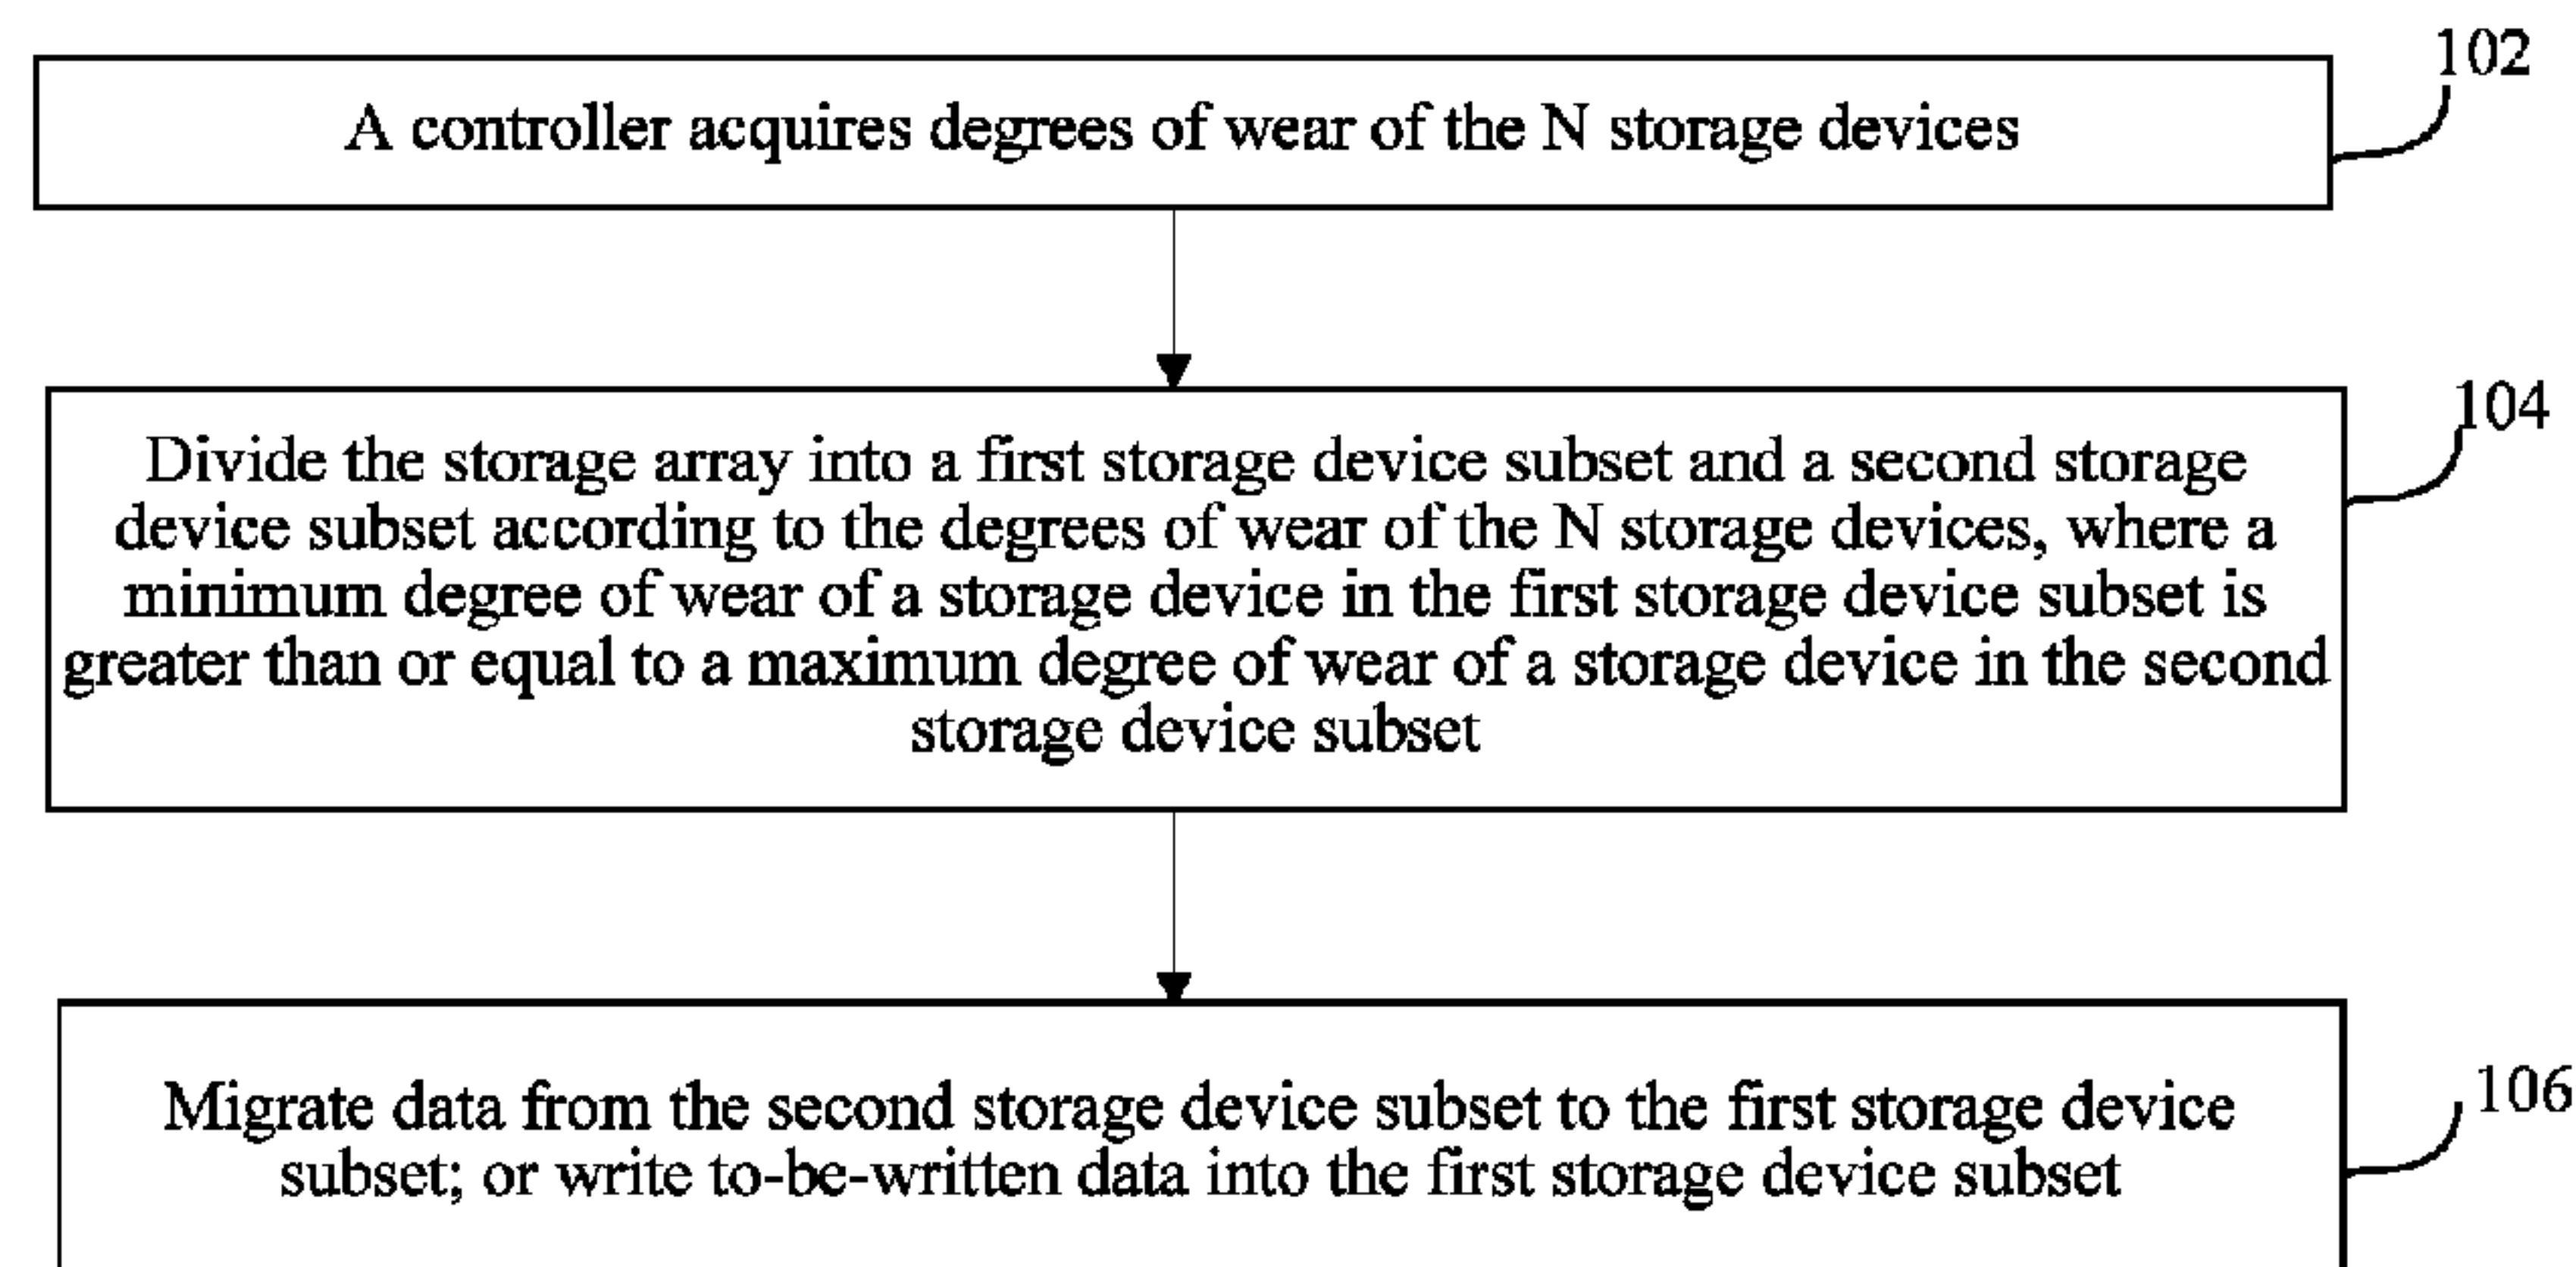 102
A controller acquires degrees of wear of the N storage devices
104
Divide the storage array into a first storage device subset and a second storage
device subset according to the degrees of wear of the N storage devices, where a
minimum degree of wear of a storage device in the first storage device subset is
greater than or equal to a maximum degree of wear of a storage device in the second
storage device subset
106
Migrate data from the second storage device subset to the first storage device
subset; or write to-be-written data into the first storage device subset